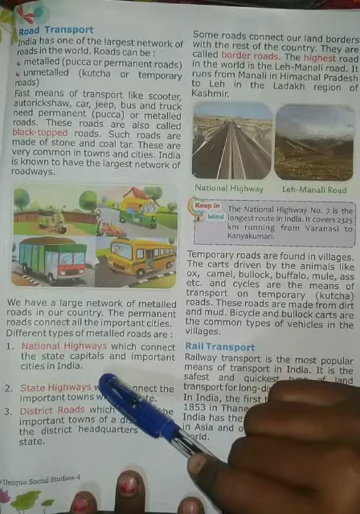 Road Transport
India has one of the largest network of
roads in the world. Roads can be :
metalled (pucca or permanent roads)
unmetalled (kutcha or temporary
roads)
Fast means of transport like scooter,
autorickshaw, car, jeep, bus and truck
need permanent (pucca) or metalled
roads. These roads are also called
black-topped roads. Such roads are
made of stone and coal tar. These are
very common in towns and cities. India
is known to have the largest network of
roadways.
We have a large network of metalled
roads in our country. The permanent
roads connect all the important cities.
Different types of metalled roads are :
1. National Highways which connect
the state capitals and important
cities in India.
2. State Highways connect the
important towns
3. District Roads which the
important towns of a
the district headquarters
state.
Unique Social Studies-4
Some roads connect our land borders
with the rest of the country. They are
called border roads. The highest road
in the world is the Leh-Manali road. It
runs from Manali in Himachal Pradesh
to Leh in the Ladakh region of
Kashmir.
National Highway Leh-Manali Road
Keep in
Mind
The National Highway No. 7 is the
longest route in India. It covers 2325
km running from Varanasi to
Kanyakumari.
Temporary roads are found in villages.
The carts driven by the animals like
ox, camel, bullock, buffalo, mule, ass
etc. and cycles are the means of
transport on temporary (kutcha)
roads. These roads are made from dirt
and mud. Bicycle and bullock carts are
the common types of vehicles in the
villages.
Rail Transport
Railway transport is the most popular
means of transport in India. It is the
safest and quickest land
transport for long-
In India, the first
1853 in Thane
India has the
in Asia and
world.